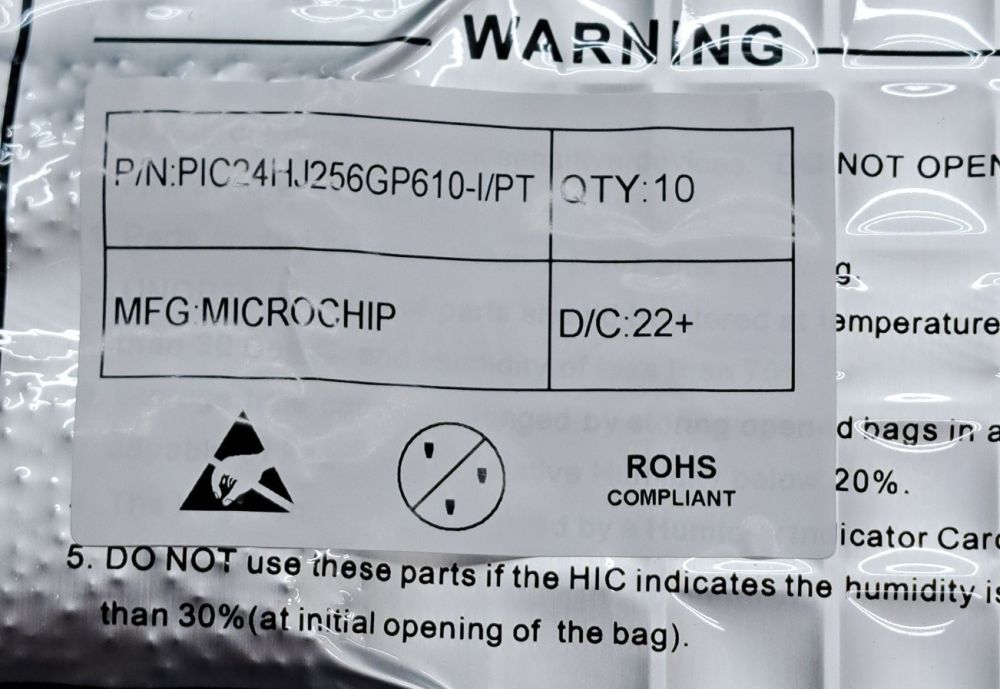 WARNING
P/N:PIC24HJ256GP610-I/PT QTY:10
NOT OPEN
g.
MFG:MICROCHIP D/C:22+
emperature
d bags in a
ROHS
20%.
COMPLIANT
icator Card
5. DO NOT use these parts if the HIC indicates the humidity is
than 30%(at initial opening of the bag).